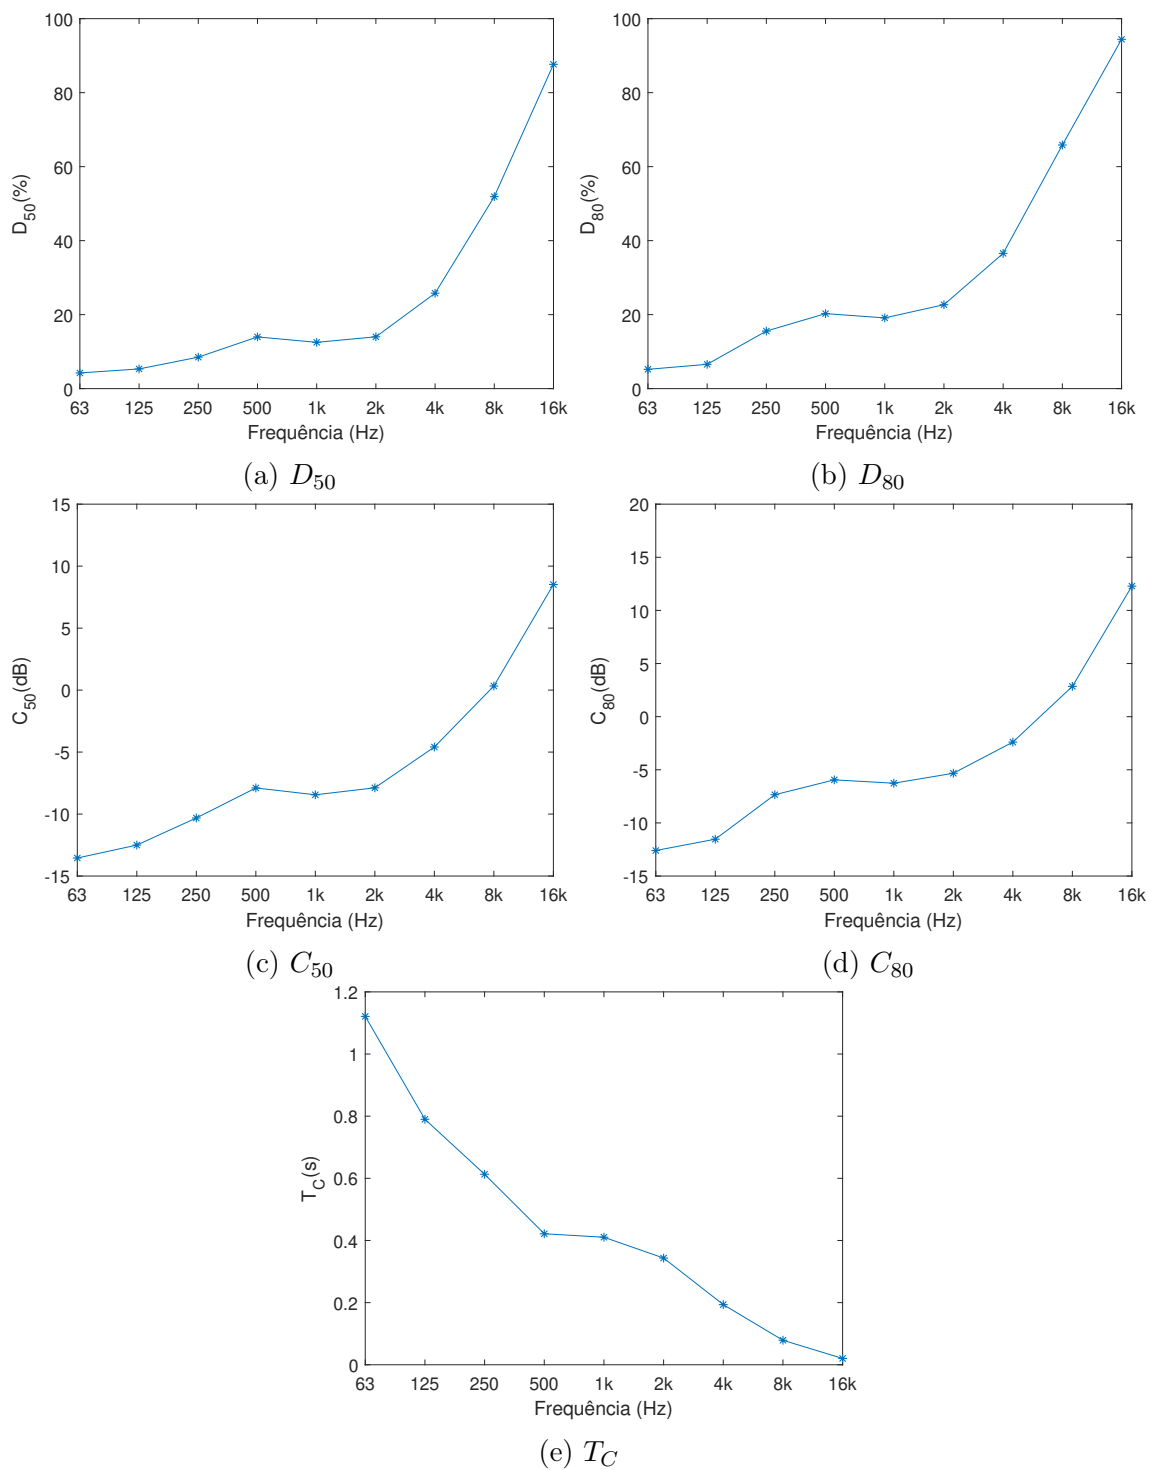 100
80
60
40
20
0
D50(%)
63 125 250 500 1k 2k 4k 8k 16k
Frequência (Hz)
(a) D50
100
80
60
40
20
0
D80(%)
63 125 250 500 1k 2k 4k 8k 16k
Frequência (Hz)
(b) D80
15
10
5
0
-5
-10
-15
C50(dB)
63 125 250 500 1k 2k 4k 8k 16k
Frequência (Hz)
(c) C50
20
15
10
5
0
-5
-10
-15
C80(dB)
63 125 250 500 1k 2k 4k 8k 16k
Frequência (Hz)
(d) C80
1.2
1
0.8
0.6
0.4
0.2
0
TC(s)
63 125 250 500 1k 2k 4k 8k 16k
Frequência (Hz)
(e) TC